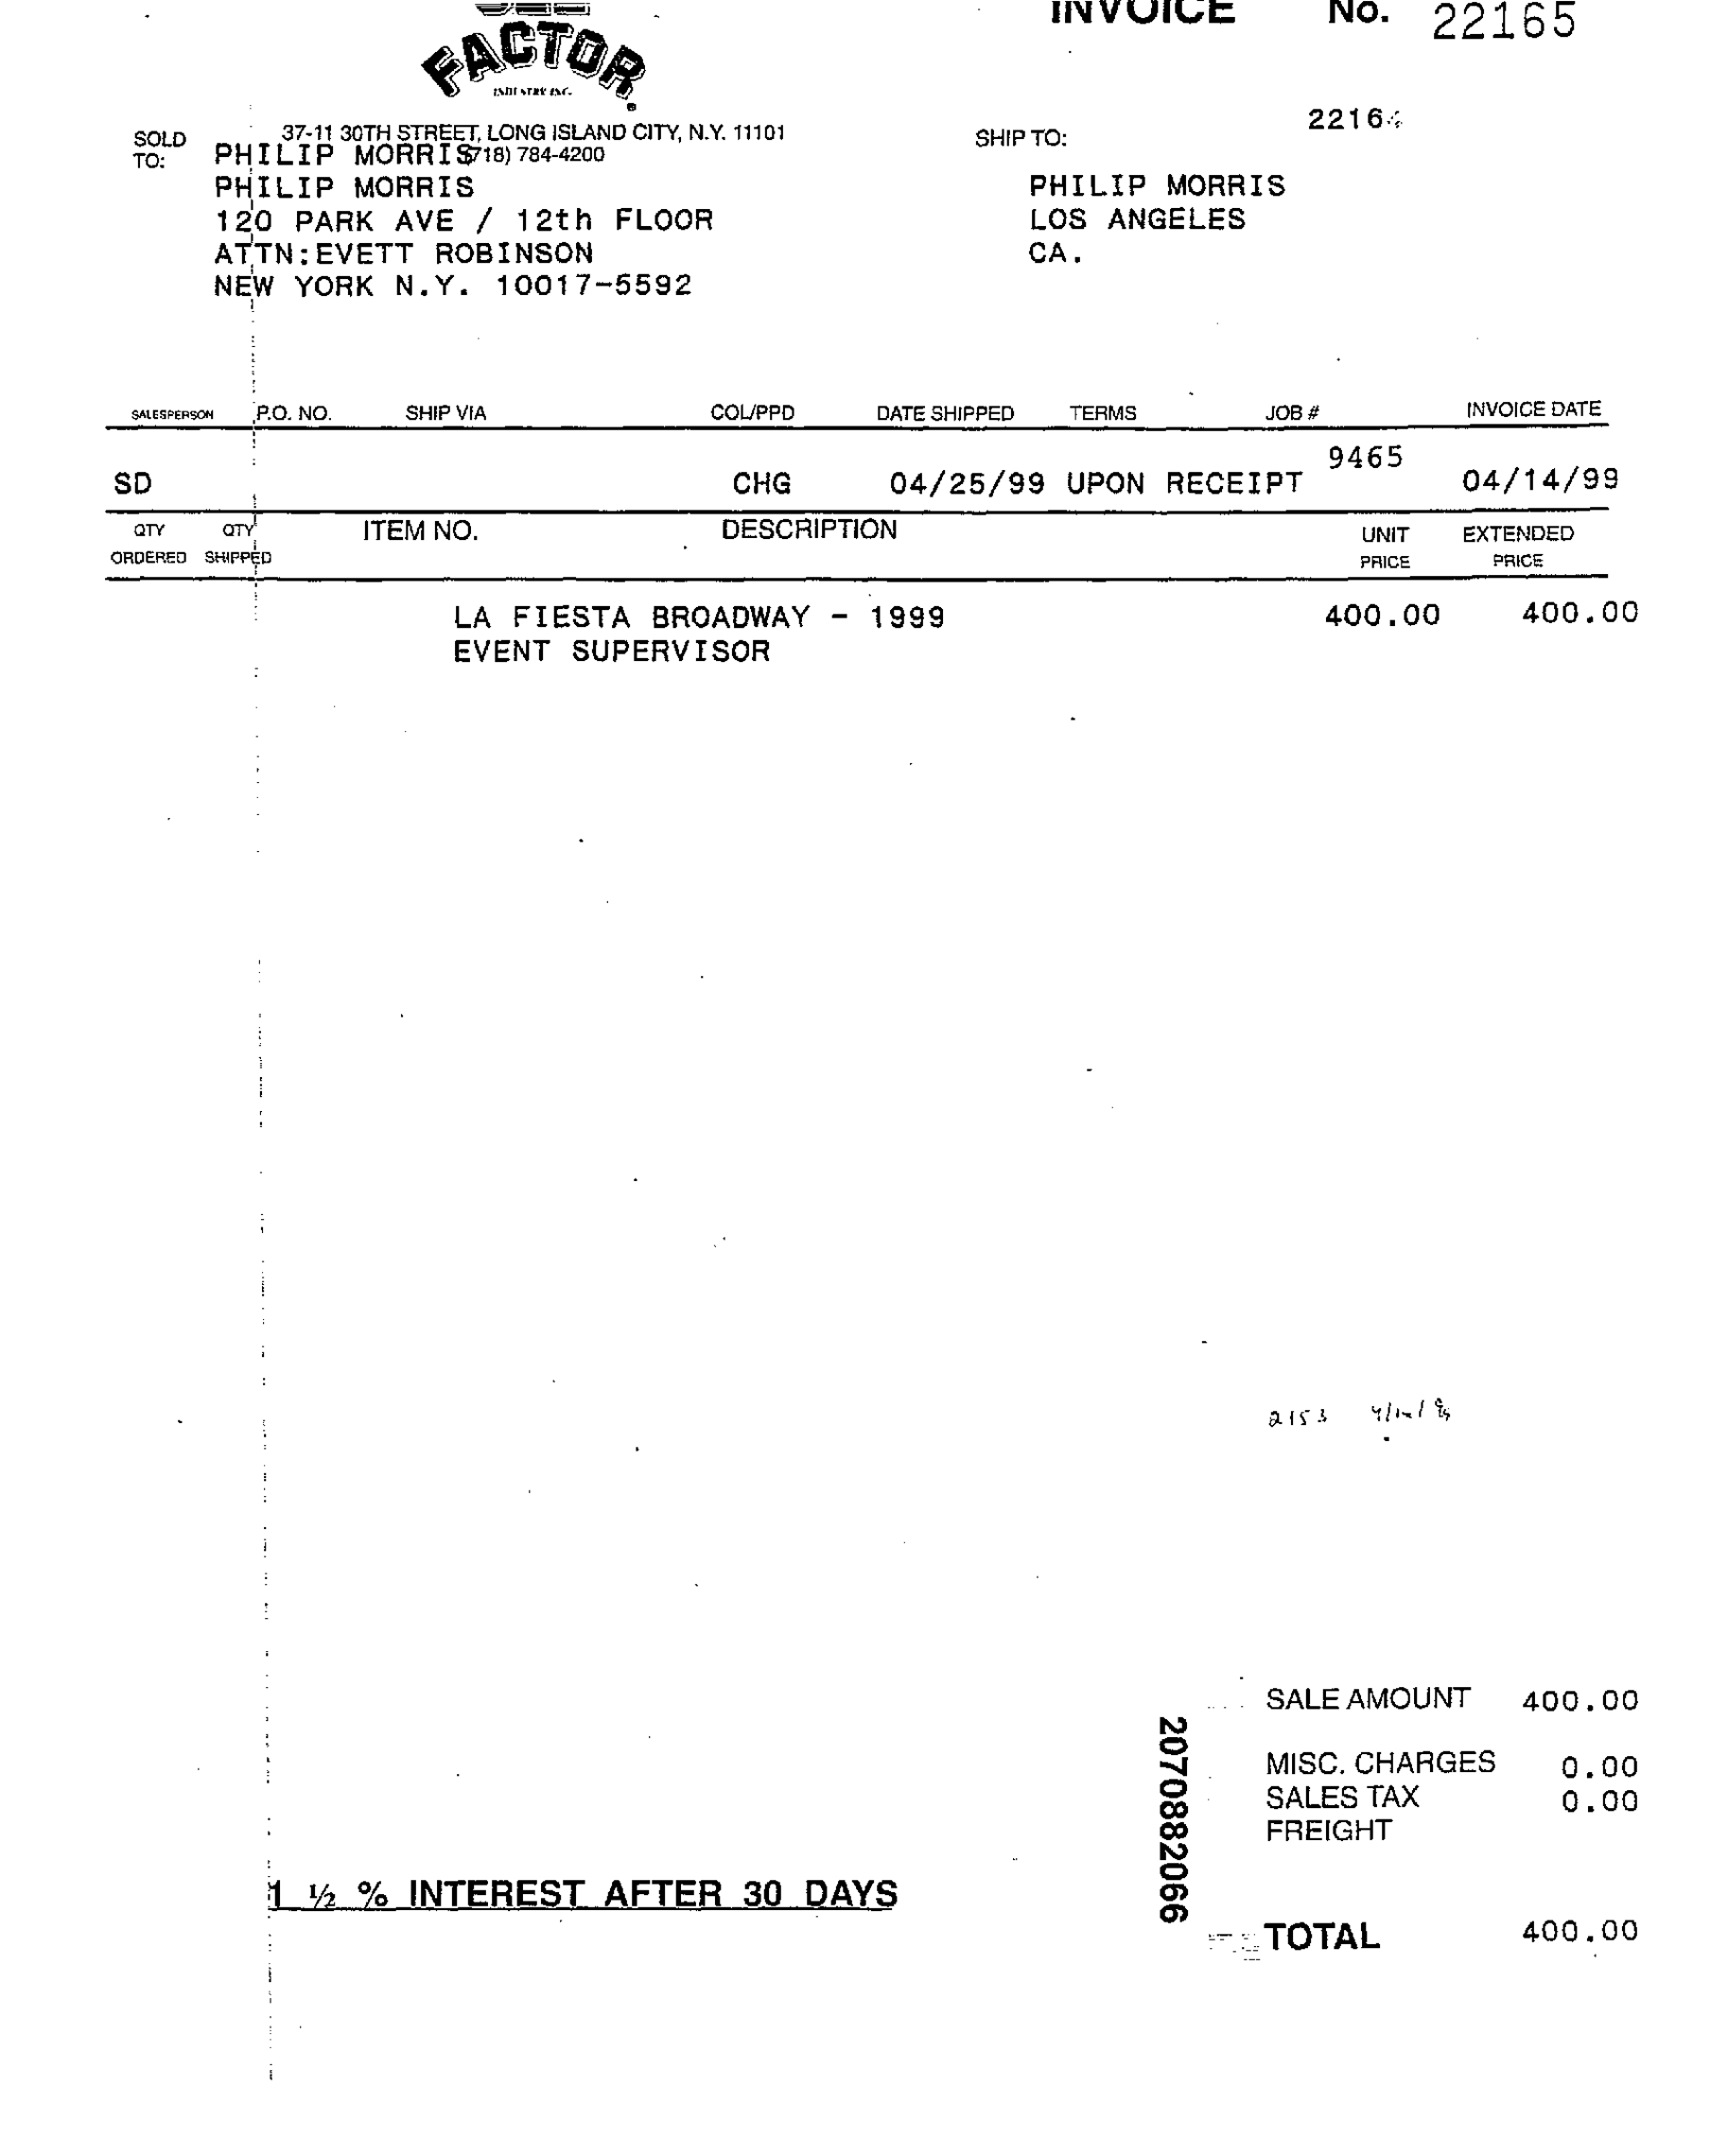 INVOICE No. 22165
FACTOR
INDUSTRY INC.
37-11 30TH STREET, LONG ISLAND CITY, N.Y. 11101
718) 784-4200
SOLD TO:
PHILIP MORRIS
PHILIP MORRIS
120 PARK AVE / 12th FLOOR
ATTN:EVETT ROBINSON
NEW YORK N.Y. 10017-5592
SHIP TO:
PHILIP MORRIS
LOS ANGELES
CA.
SALESPERSON P.O. NO. SHIP VIA COL/PPD DATE SHIPPED TERMS JOB # INVOICE DATE
9465
SD CHG 04/25/99 UPON RECEIPT 04/14/99
QTY ORDERED QTY SHIPPED ITEM NO. DESCRIPTION UNIT PRICE EXTENDED PRICE
LA FIESTA BROADWAY - 1999 400.00 400.00
EVENT SUPERVISOR
2153
SALE AMOUNT 400.00
MISC. CHARGES 0.00
SALES TAX 0.00
FREIGHT
1 ½ % INTEREST AFTER 30 DAYS
TOTAL 400.00
2070882066